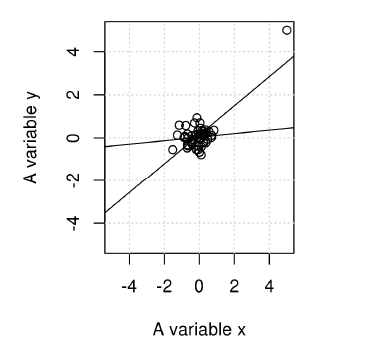 A variable y
4
2
0
-2
-4
-4 -2 0 2 4
A variable x